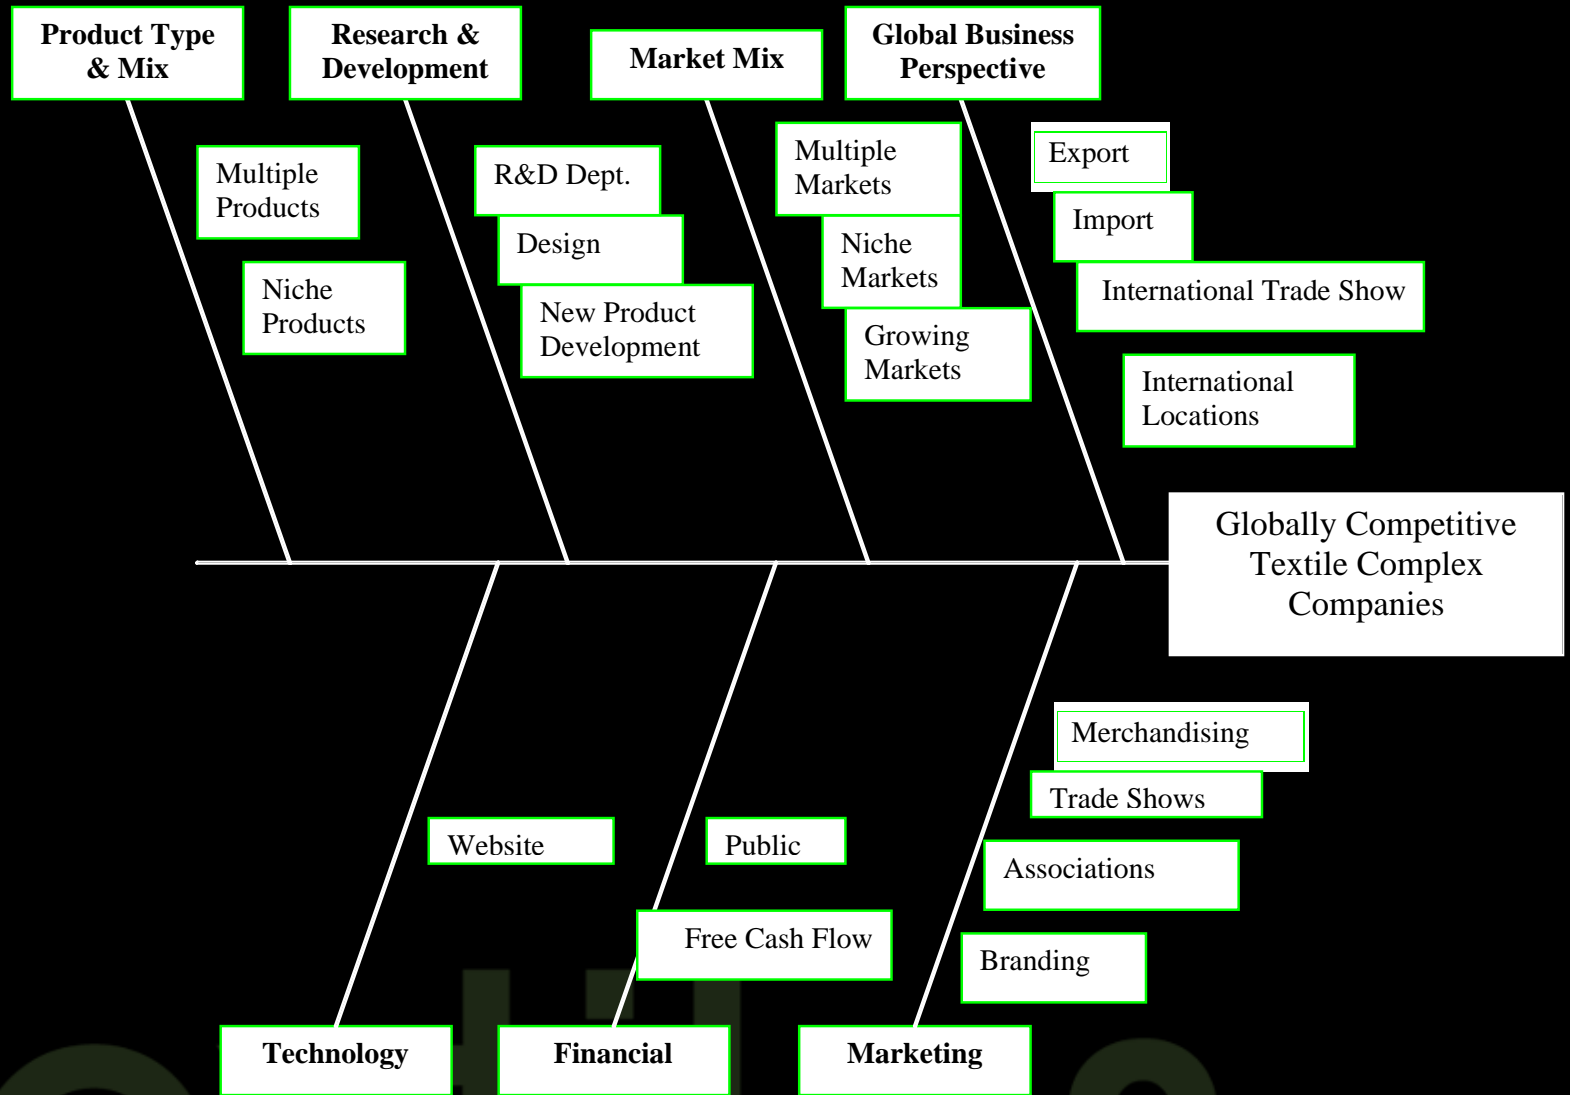 Product Type
& Mix
Research &
Development
Market Mix
Global Business
Perspective
Multiple
Products
Niche
Products
R&D Dept.
Design
New Product
Development
Multiple
Markets
Niche
Markets
Growing
Markets
Export
Import
International Trade Show
International
Locations
Globally Competitive
Textile Complex
Companies
Merchandising
Trade Shows
Associations
Branding
Public
Free Cash Flow
Website
Technology
Financial
Marketing